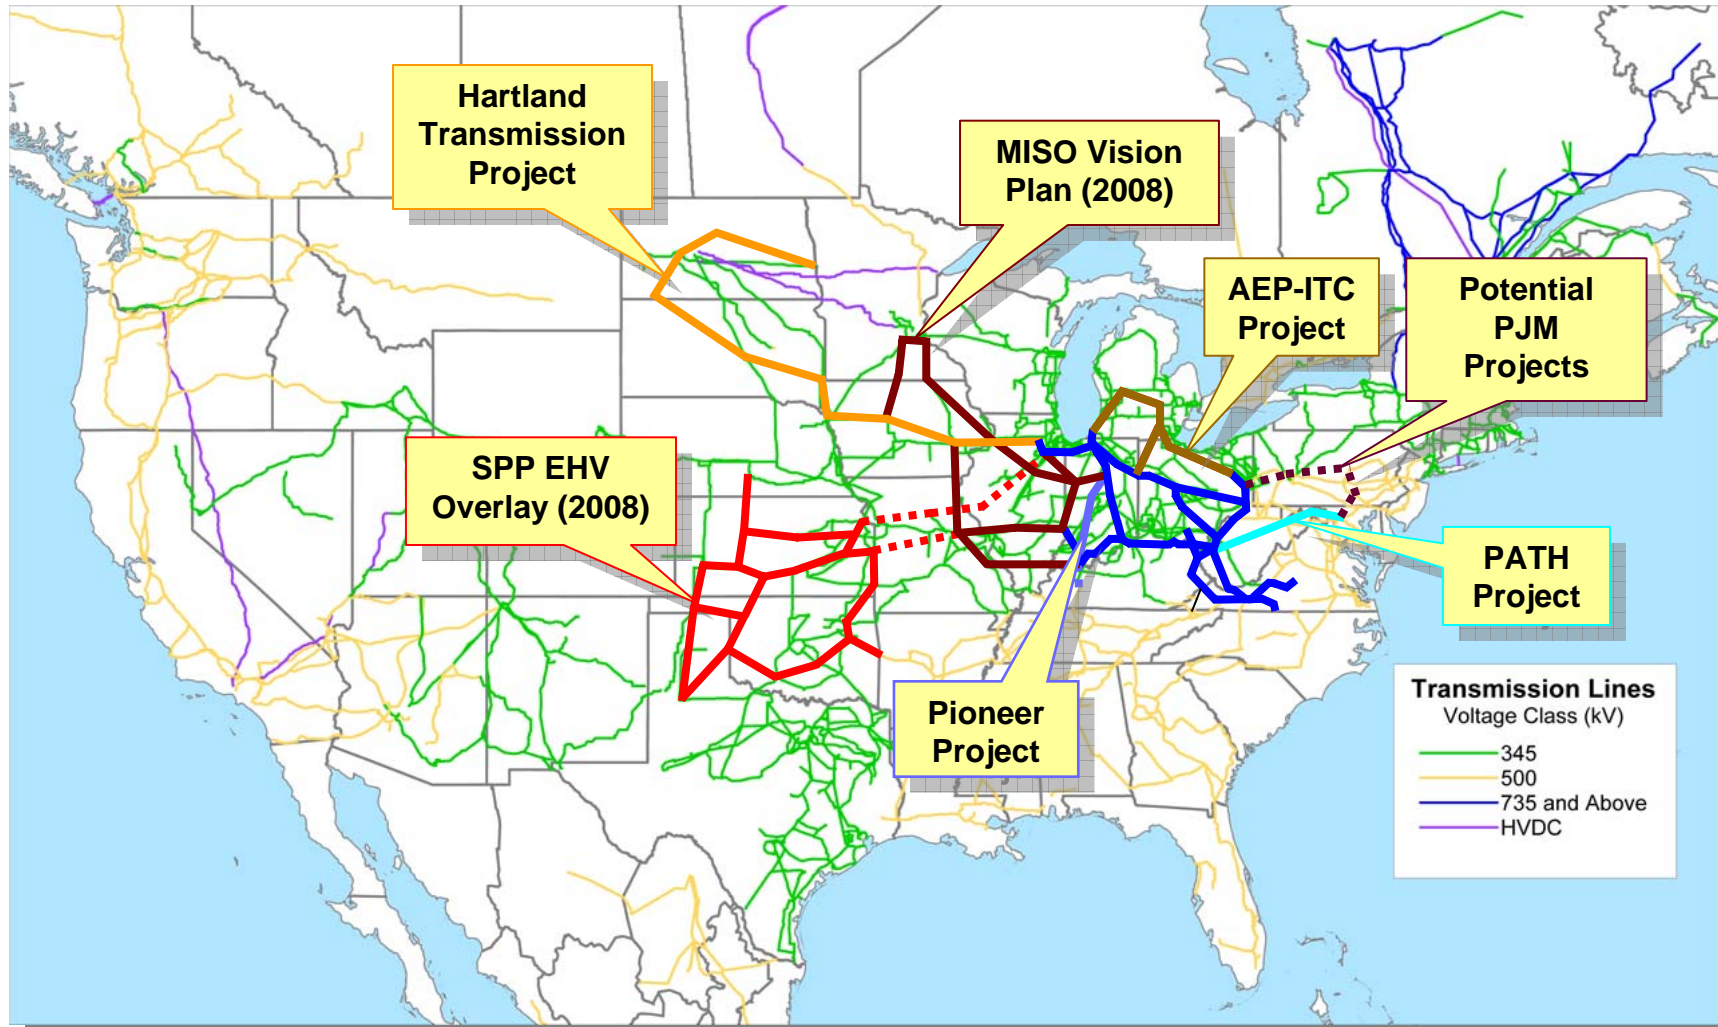 Hartland
Transmission
Project
MISO Vision
Plan (2008)
AEP-ITC
Project
Potential
PJM
Projects
SPP EHV
Overlay (2008)
PATH
Project
Pioneer
Project
Transmission Lines
Voltage Class (kV)
345
500
735 and Above
HVDC